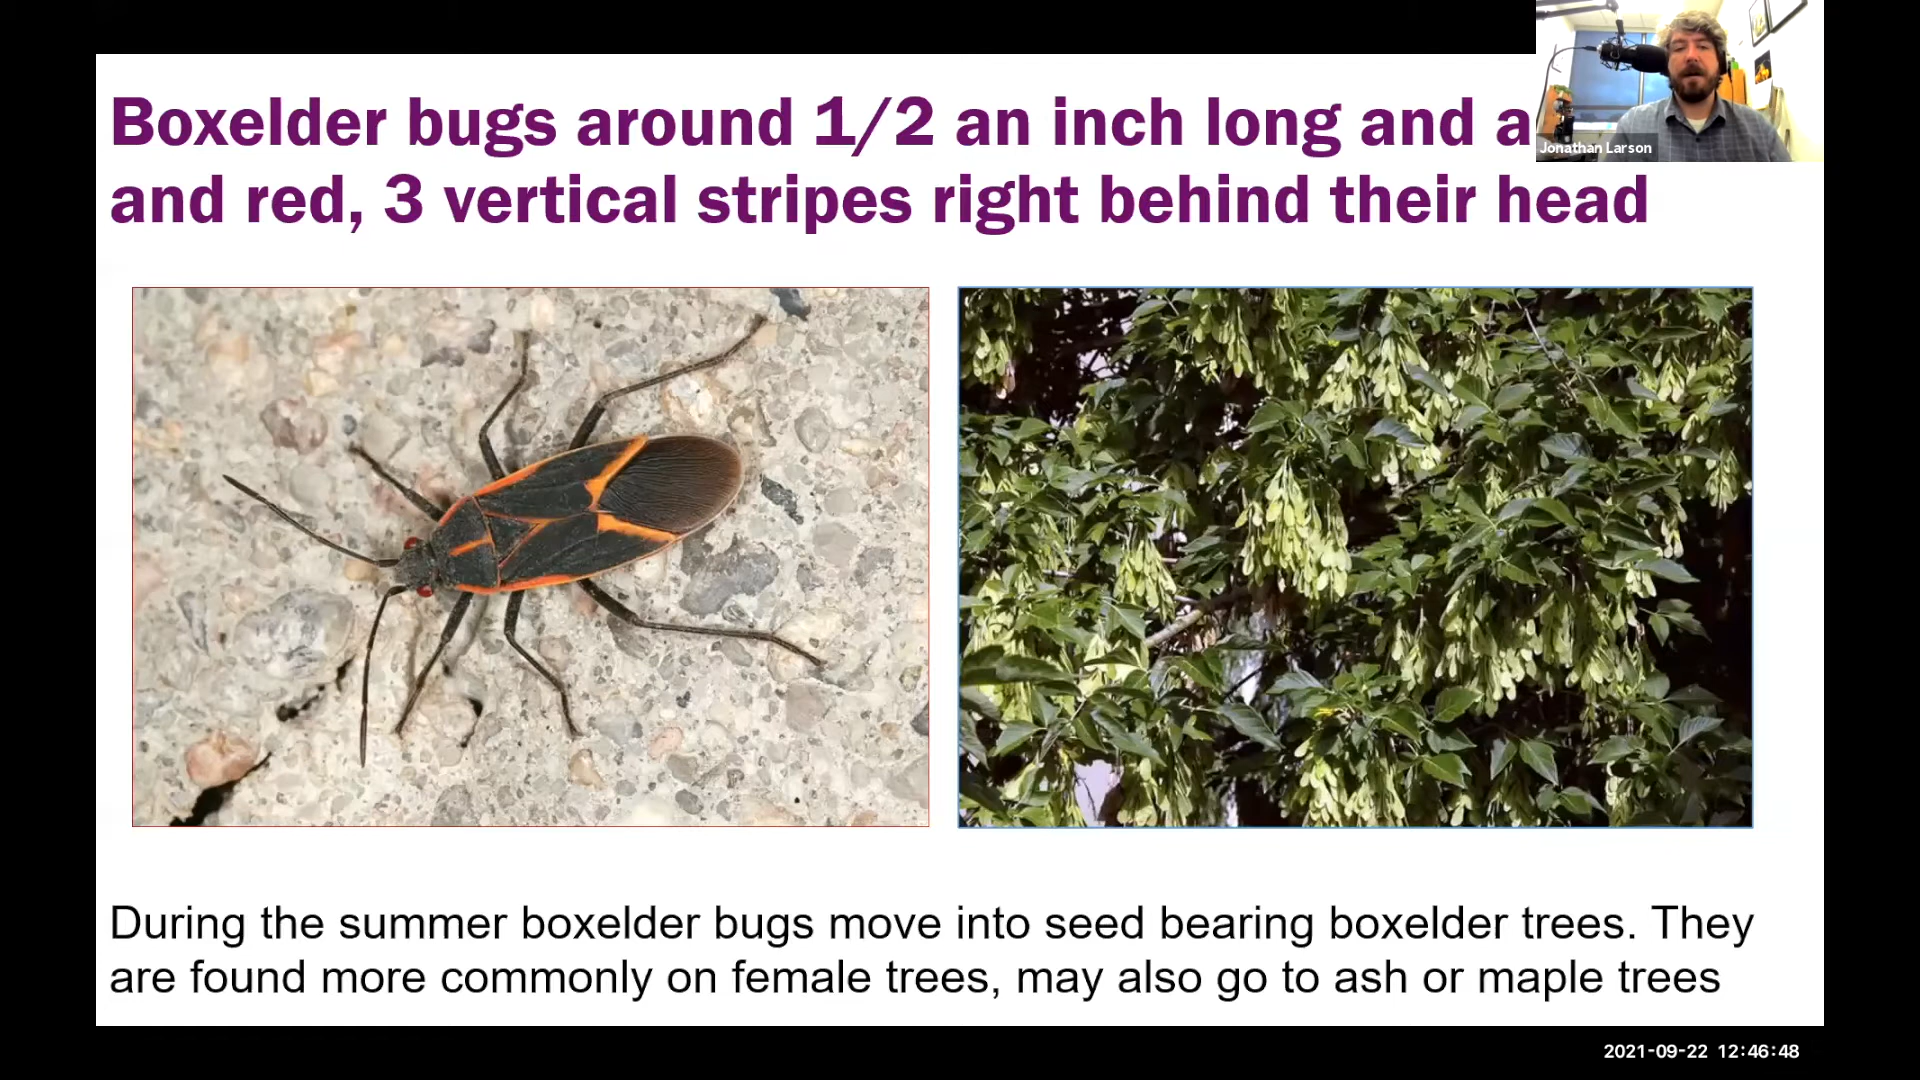 Boxelder bugs around 1/2 an inch long and a
and red, 3 vertical stripes right behind their head
Jonathan Larson
During the summer boxelder bugs move into seed bearing boxelder trees. They
are found more commonly on female trees, may also go to ash or maple trees
2021-09-22 12:46:48